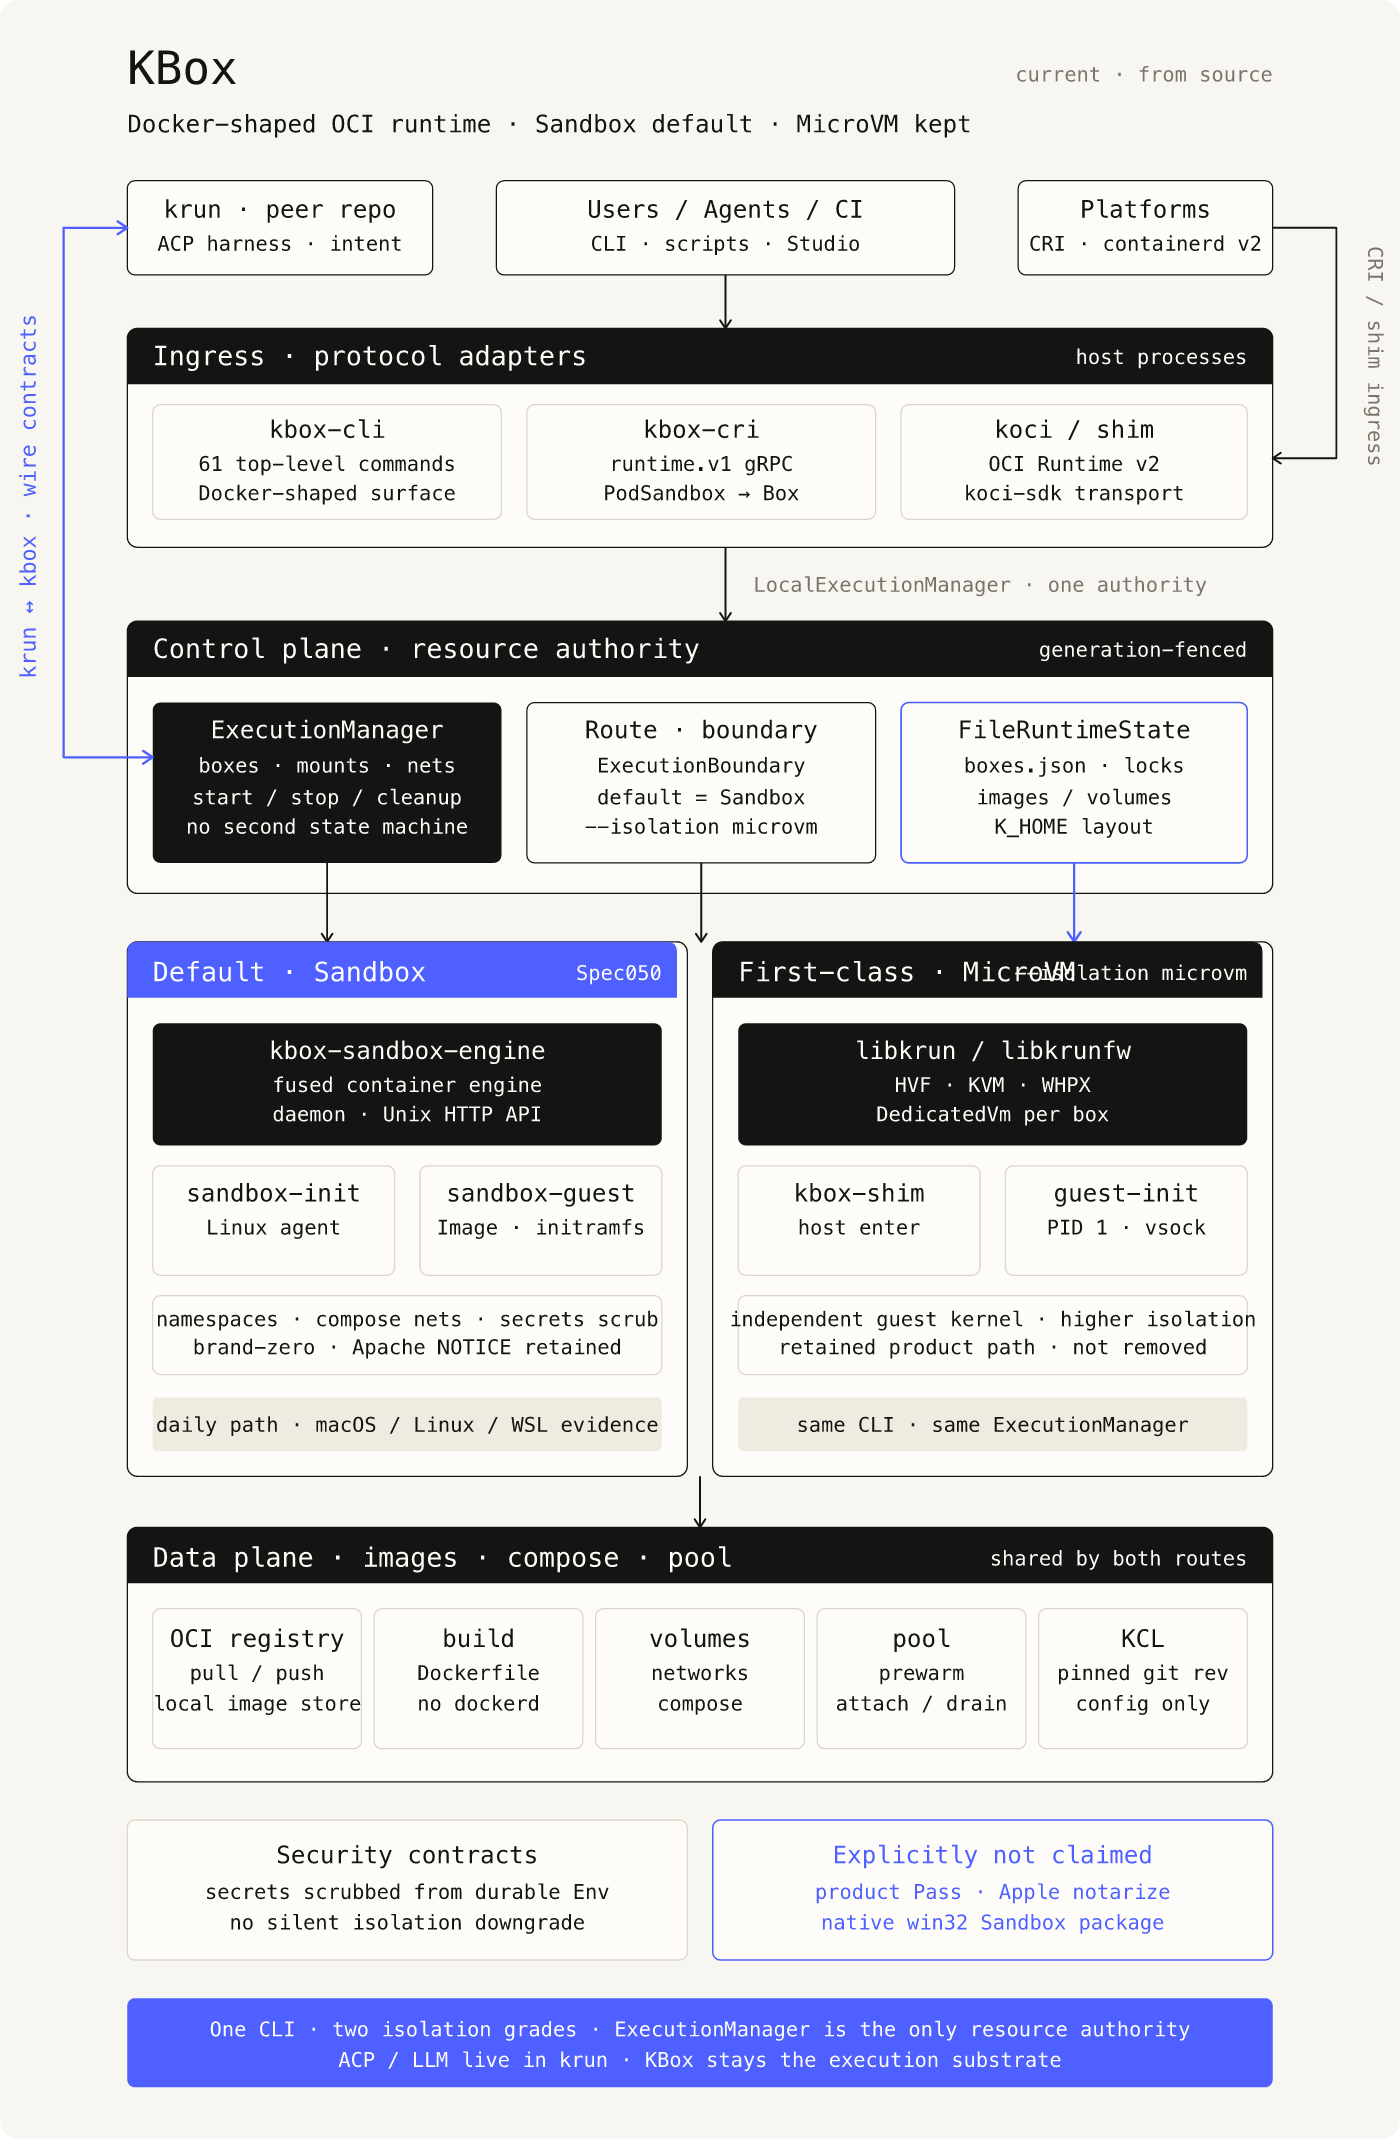 KBox
current · from source
Docker-shaped OCI runtime · Sandbox default · MicroVM kept
krun · peer repo
ACP harness · intent
Users / Agents / CI
CLI · scripts · Studio
Platforms
CRI · containerd v2
CRI / shim ingress
krun ↔ kbox · wire contracts
Ingress · protocol adapters
host processes
kbox-cli
61 top-level commands
Docker-shaped surface
kbox-cri
runtime.v1 gRPC
PodSandbox → Box
koci / shim
OCI Runtime v2
koci-sdk transport
LocalExecutionManager · one authority
Control plane · resource authority
generation-fenced
ExecutionManager
boxes · mounts · nets
start / stop / cleanup
no second state machine
Route · boundary
ExecutionBoundary
default = Sandbox
--isolation microvm
FileRuntimeState
boxes.json · locks
images / volumes
K_HOME layout
Default · Sandbox
Spec050
kbox-sandbox-engine
fused container engine
daemon · Unix HTTP API
sandbox-init
Linux agent
sandbox-guest
Image · initramfs
namespaces · compose nets · secrets scrub
brand-zero · Apache NOTICE retained
daily path · macOS / Linux / WSL evidence
First-class · MicroVM
--isolation microvm
libkrun / libkrunfw
HVF · KVM · WHPX
DedicatedVm per box
kbox-shim
host enter
guest-init
PID 1 · vsock
independent guest kernel · higher isolation
retained product path · not removed
same CLI · same ExecutionManager
Data plane · images · compose · pool
shared by both routes
OCI registry
pull / push
local image store
build
Dockerfile
no dockerd
volumes
networks
compose
pool
prewarm
attach / drain
KCL
pinned git rev
config only
Security contracts
secrets scrubbed from durable Env
no silent isolation downgrade
Explicitly not claimed
product Pass · Apple notarize
native win32 Sandbox package
One CLI · two isolation grades · ExecutionManager is the only resource authority
ACP / LLM live in krun · KBox stays the execution substrate